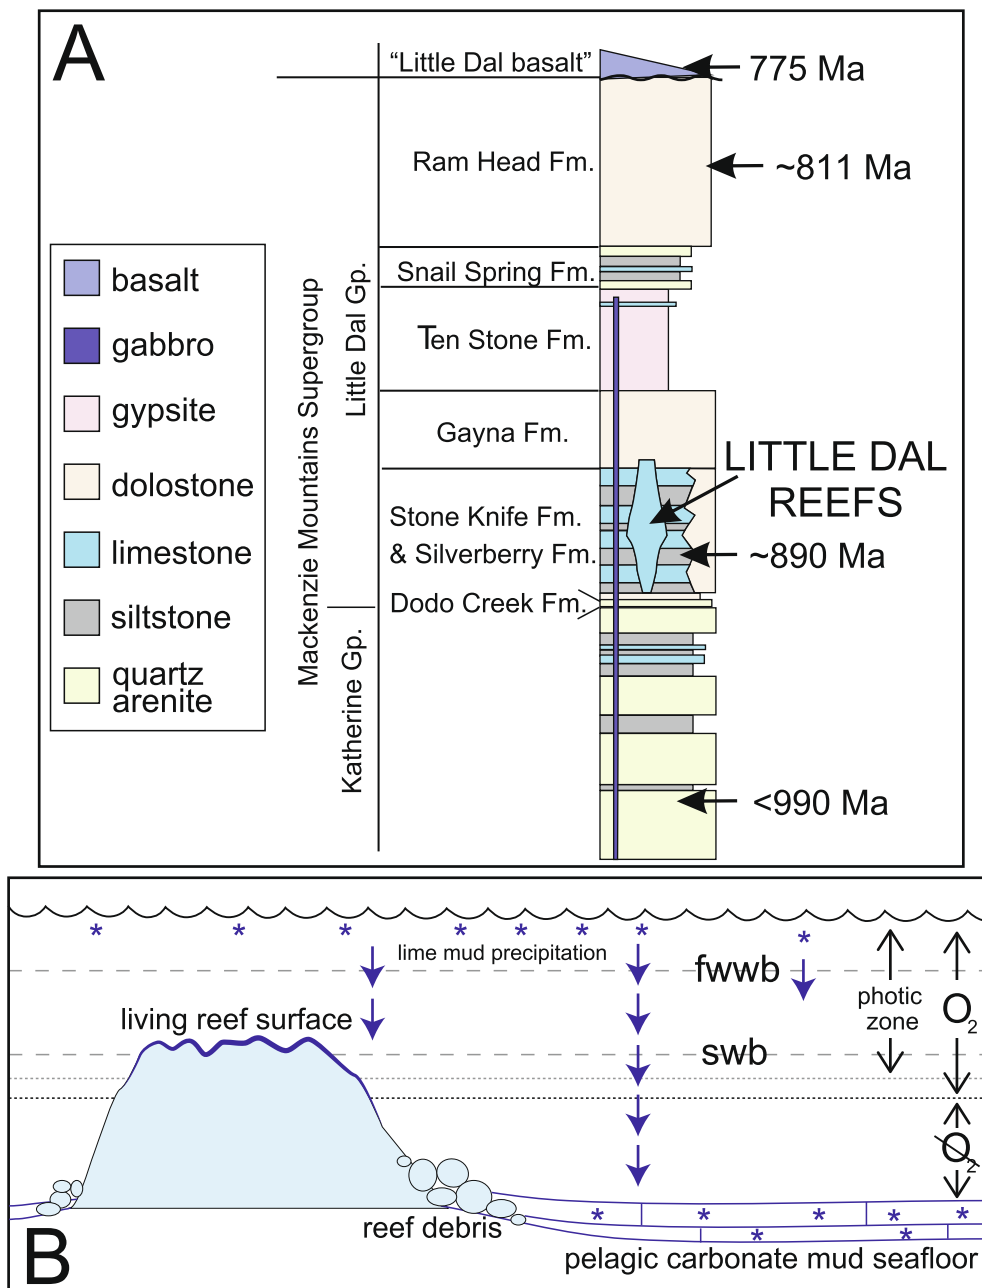 A
"Little Dal basalt"
775 Ma
Ram Head Fm.
~811 Ma
basalt
gabbro
gypsite
dolostone
limestone
siltstone
quartz
arenite
Mackenzie Mountains Supergroup
Little Dal Gp.
Katherine Gp.
Snail Spring Fm.
Ten Stone Fm.
Gayna Fm.
LITTLE DAL
REEFS
Stone Knife Fm.
& Silverberry Fm.
~890 Ma
Dodo Creek Fm.
<990 Ma
* * * * * * * *
lime mud precipitation
fwwb
photic
zone
O2
living reef surface
swb
O2
* * * * *
* *
reef debris
pelagic carbonate mud seafloor
B